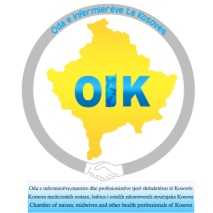 Oda e Infermiereve të Kosovës
OIK
Oda e infermierëve,mamive dhe profesionistëve tjerë shëndetësor të Kosovës
Komora medicinskih sestara, babica i ostalih zdravstvenih stručnjaka Kosova
Chamber of nurses, midwives and other health professionals of Kosovo